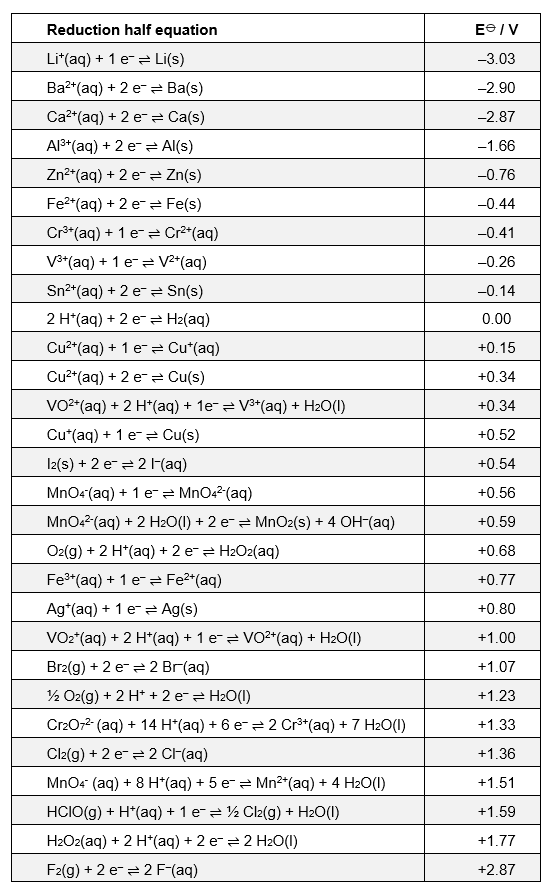 Reduction half equation E⊖ / V
Li⁺(aq) + 1 e⁻ ⇌ Li(s) –3.03
Ba²⁺(aq) + 2 e⁻ ⇌ Ba(s) –2.90
Ca²⁺(aq) + 2 e⁻ ⇌ Ca(s) –2.87
Al³⁺(aq) + 2 e⁻ ⇌ Al(s) –1.66
Zn²⁺(aq) + 2 e⁻ ⇌ Zn(s) –0.76
Fe²⁺(aq) + 2 e⁻ ⇌ Fe(s) –0.44
Cr³⁺(aq) + 1 e⁻ ⇌ Cr²⁺(aq) –0.41
V³⁺(aq) + 1 e⁻ ⇌ V²⁺(aq) –0.26
Sn²⁺(aq) + 2 e⁻ ⇌ Sn(s) –0.14
2 H⁺(aq) + 2 e⁻ ⇌ H₂(aq) 0.00
Cu²⁺(aq) + 1 e⁻ ⇌ Cu⁺(aq) +0.15
Cu²⁺(aq) + 2 e⁻ ⇌ Cu(s) +0.34
VO²⁺(aq) + 2 H⁺(aq) + 1e⁻ ⇌ V³⁺(aq) + H₂O(l) +0.34
Cu⁺(aq) + 1 e⁻ ⇌ Cu(s) +0.52
I₂(s) + 2 e⁻ ⇌ 2 I⁻(aq) +0.54
MnO₄⁻(aq) + 1 e⁻ ⇌ MnO₄²⁻(aq) +0.56
MnO₄²⁻(aq) + 2 H₂O(l) + 2 e⁻ ⇌ MnO₂(s) + 4 OH⁻(aq) +0.59
O₂(g) + 2 H⁺(aq) + 2 e⁻ ⇌ H₂O₂(aq) +0.68
Fe³⁺(aq) + 1 e⁻ ⇌ Fe²⁺(aq) +0.77
Ag⁺(aq) + 1 e⁻ ⇌ Ag(s) +0.80
VO₂⁺(aq) + 2 H⁺(aq) + 1 e⁻ ⇌ VO²⁺(aq) + H₂O(l) +1.00
Br₂(g) + 2 e⁻ ⇌ 2 Br⁻(aq) +1.07
½ O₂(g) + 2 H⁺ + 2 e⁻ ⇌ H₂O(l) +1.23
Cr₂O₇²⁻ (aq) + 14 H⁺(aq) + 6 e⁻ ⇌ 2 Cr³⁺(aq) + 7 H₂O(l) +1.33
Cl₂(g) + 2 e⁻ ⇌ 2 Cl⁻(aq) +1.36
MnO₄⁻ (aq) + 8 H⁺(aq) + 5 e⁻ ⇌ Mn²⁺(aq) + 4 H₂O(l) +1.51
HClO(g) + H⁺(aq) + 1 e⁻ ⇌ ½ Cl₂(g) + H₂O(l) +1.59
H₂O₂(aq) + 2 H⁺(aq) + 2 e⁻ ⇌ 2 H₂O(l) +1.77
F₂(g) + 2 e⁻ ⇌ 2 F⁻(aq) +2.87